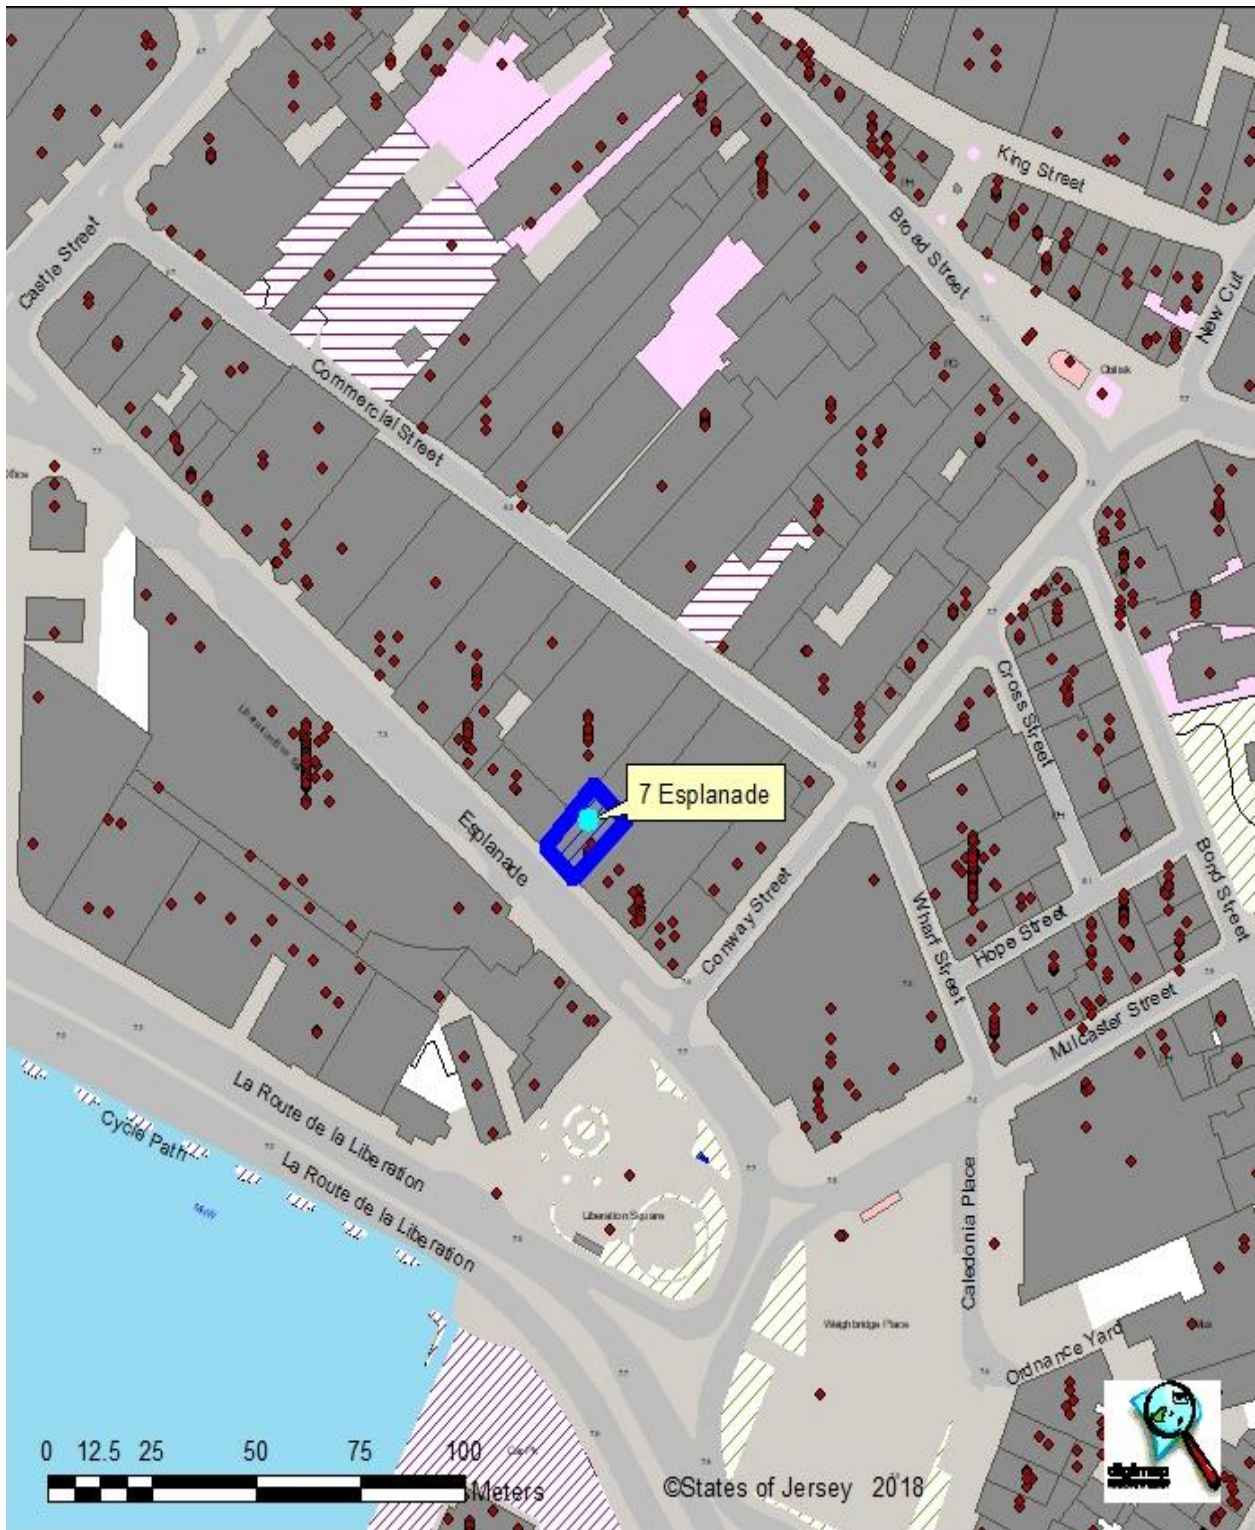 King Street
Castle Street
Broad Street
New Cut
Obelisk
Commercial Street
Cross Street
7 Esplanade
Esplanade
Conway Street
Wharf Street
Hope Street
Bond Street
Mulcaster Street
La Route de la Liberation
Cycle Path
La Route de la Liberation
Liberation Square
Caledonia Place
Weighbridge Place
Ordnance Yard
0 12.5 25 50 75 100
Meters
©States of Jersey 2018
digimap